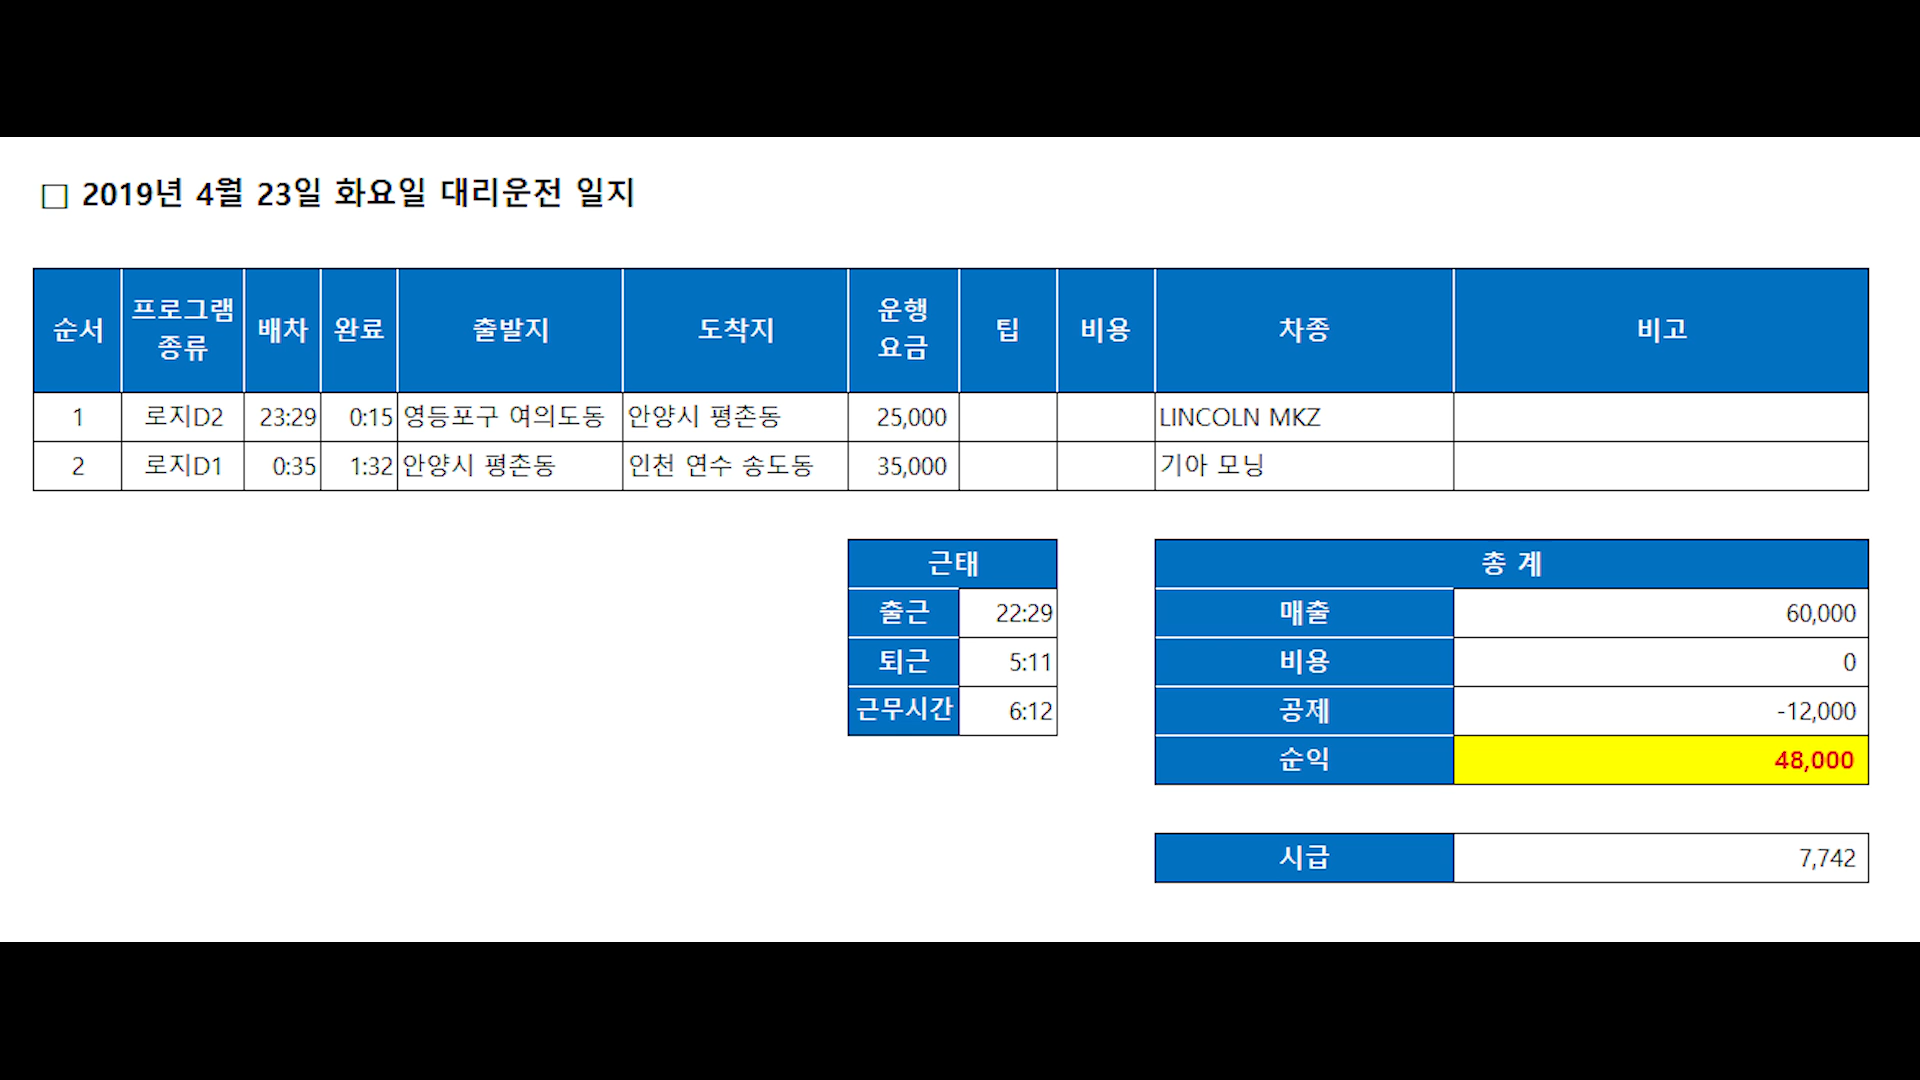 □ 2019년 4월 23일 화요일 대리운전 일지
순서 프로그램 종류 배차 완료 출발지 도착지 운행 요금 팁 비용 차종 비고
1 로지D2 23:29 0:15 영등포구 여의도동 안양시 평촌동 25,000 LINCOLN MKZ
2 로지D1 0:35 1:32 안양시 평촌동 인천 연수 송도동 35,000 기아 모닝
근태
출근 22:29
퇴근 5:11
근무시간 6:12
총 계
매출 60,000
비용 0
공제 -12,000
순익 48,000
시급 7,742